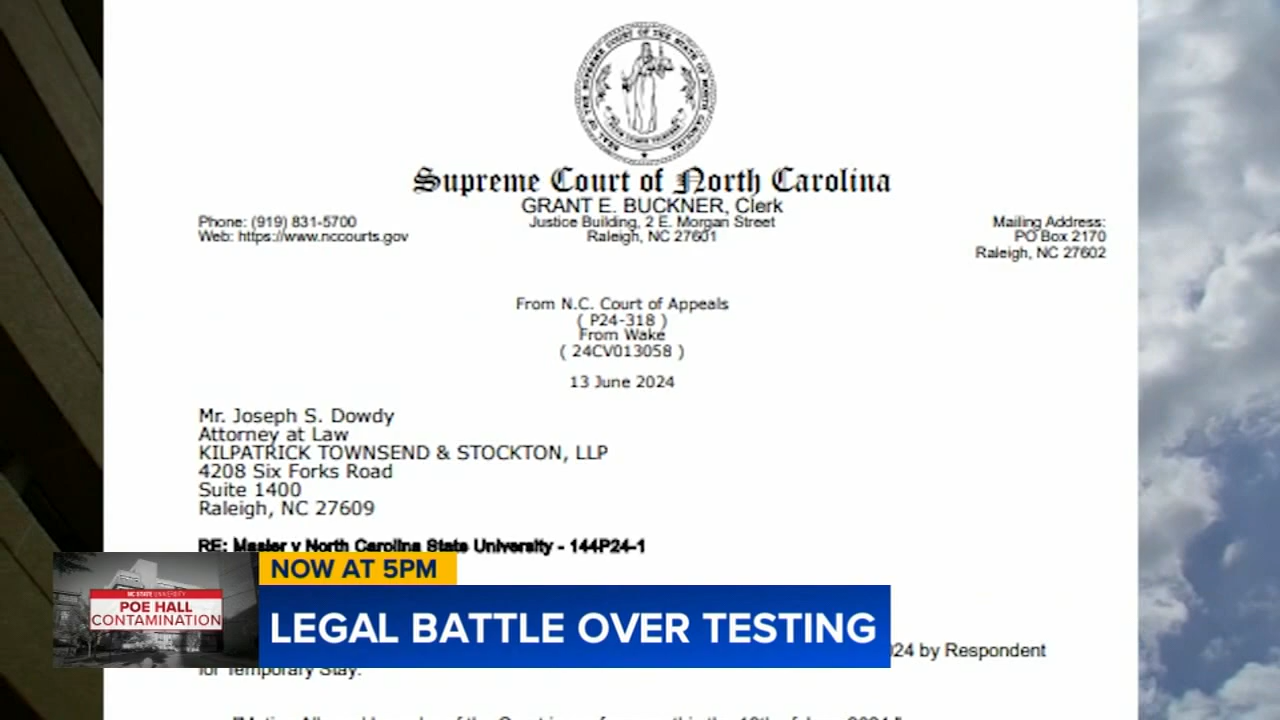 Supreme Court of North Carolina
GRANT E. BUCKNER, Clerk
Phone: (919) 831-5700
Justice Building, 2 E. Morgan Street
Mailing Address:
Web: https://www.nccourts.gov
Raleigh, NC 27601
PO Box 2170
Raleigh, NC 27602
From N.C. Court of Appeals
( P24-318 )
From Wake
( 24CV013058 )
13 June 2024
Mr. Joseph S. Dowdy
Attorney at Law
KILPATRICK TOWNSEND & STOCKTON, LLP
4208 Six Forks Road
Suite 1400
Raleigh, NC 27609
RE: Masler v North Carolina State University - 144P24-1
NOW AT 5PM
NC STATE UNIVERSITY
POE HALL
CONTAMINATION
LEGAL BATTLE OVER TESTING
24 by Respondent
for Temporary Stay.